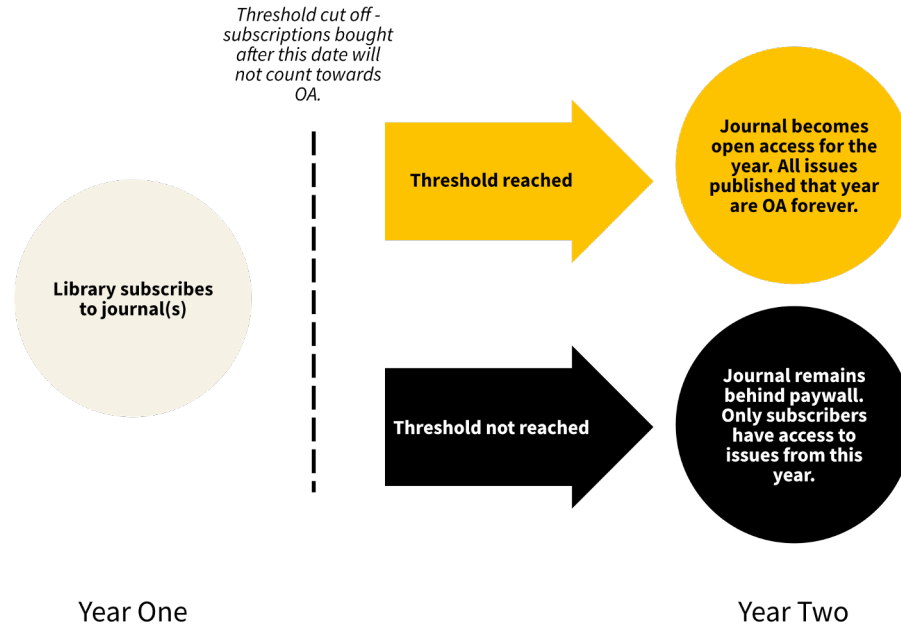 Threshold cut off -
subscriptions bought
after this date will
not count towards
OA.
Library subscribes
to journal(s)
Threshold reached
Journal becomes
open access for the
year. All issues
published that year
are OA forever.
Threshold not reached
Journal remains
behind paywall.
Only subscribers
have access to
issues from this
year.
Year One
Year Two